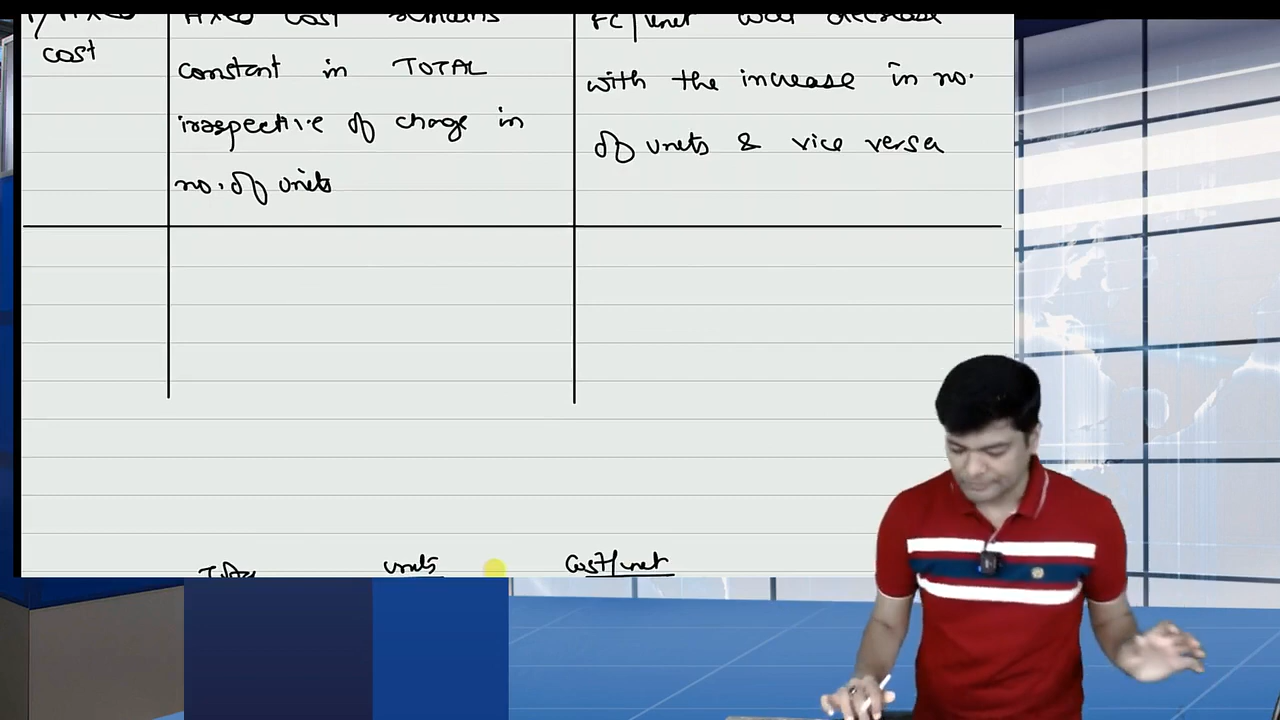 cost
constant in TOTAL
irrespective of change in
no. of units
with the increase in no.
of units & vice versa
units
cost/unit